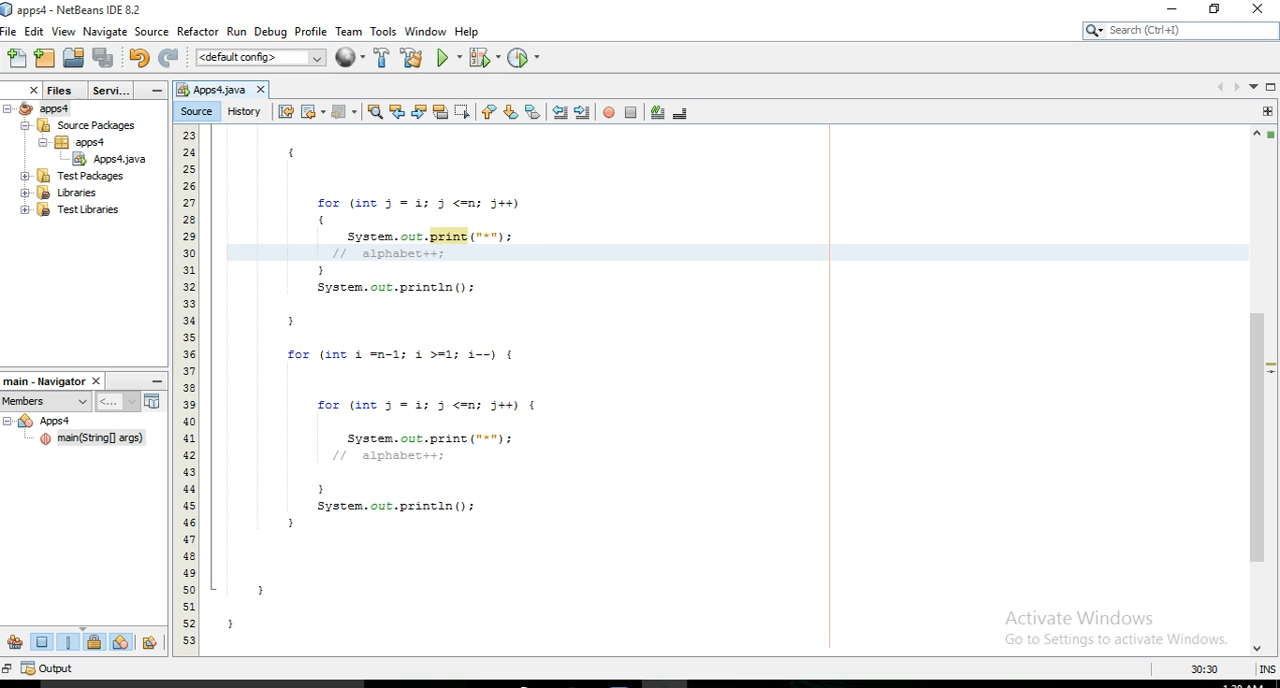 apps4 - NetBeans IDE 8.2
File Edit View Navigate Source Refactor Run Debug Profile Team Tools Window Help
Search (Ctrl+I)
<default config>
Files Servi...
Apps4.java
Source History
apps4
Source Packages
apps4
Apps4.java
Test Packages
Libraries
Test Libraries
main - Navigator
Members <...
Apps4
main(String[] args)
23
24 {
25
26
27 for (int j = i; j <=n; j++)
28 {
29 System.out.print("*");
30 // alphabet++;
31 }
32 System.out.println();
33
34 }
35
36 for (int i =n-1; i >=1; i--) {
37
38
39 for (int j = i; j <=n; j++) {
40
41 System.out.print("*");
42 // alphabet++;
43
44 }
45 System.out.println();
46 }
47
48
49
50 }
51
52 }
53
Activate Windows
Go to Settings to activate Windows.
Output
30:30 INS